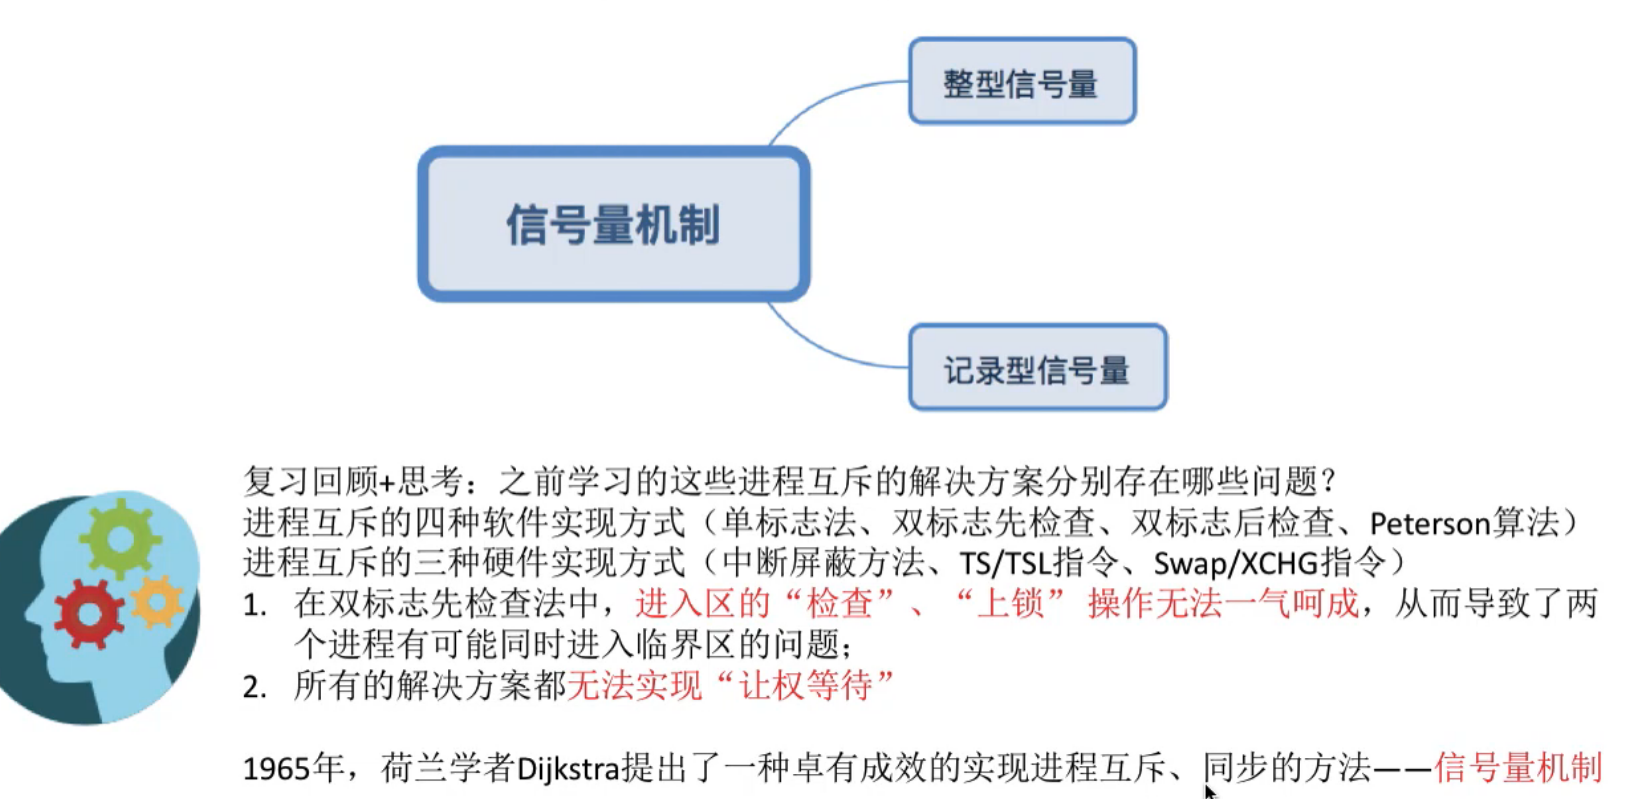 整型信号量
信号量机制
记录型信号量
复习回顾+思考：之前学习的这些进程互斥的解决方案分别存在哪些问题？
进程互斥的四种软件实现方式（单标志法、双标志先检查、双标志后检查、Peterson算法）
进程互斥的三种硬件实现方式（中断屏蔽方法、TS/TSL指令、Swap/XCHG指令）
1. 在双标志先检查法中，进入区的“检查”、“上锁” 操作无法一气呵成，从而导致了两
个进程有可能同时进入临界区的问题；
2. 所有的解决方案都无法实现“让权等待”
1965年，荷兰学者Dijkstra提出了一种卓有成效的实现进程互斥、同步的方法——信号量机制